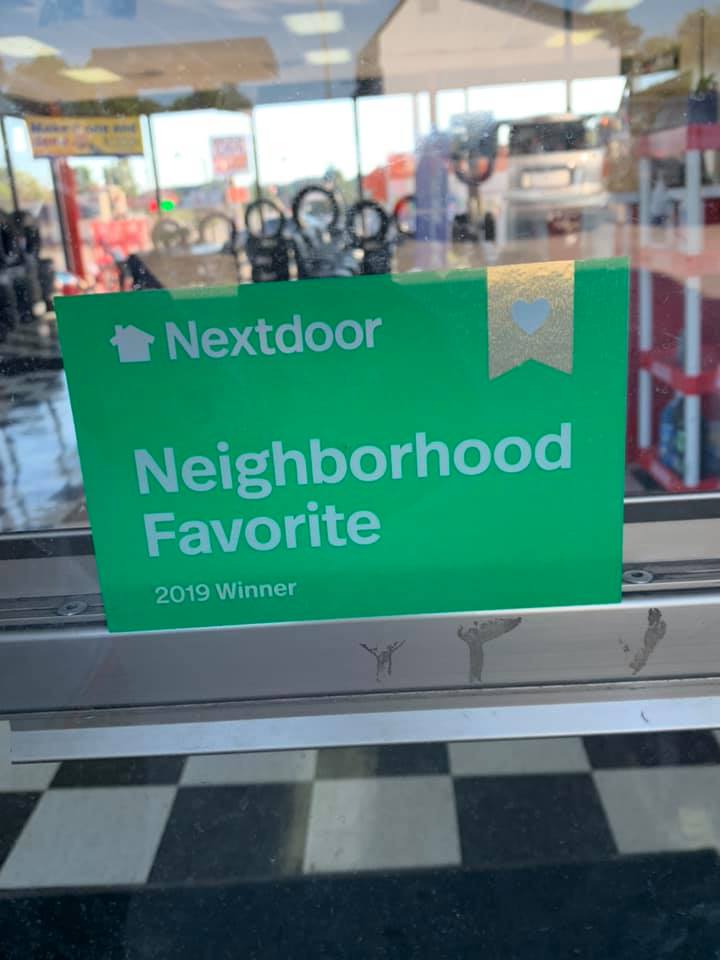 Nextdoor
Neighborhood
Favorite
2019 Winner